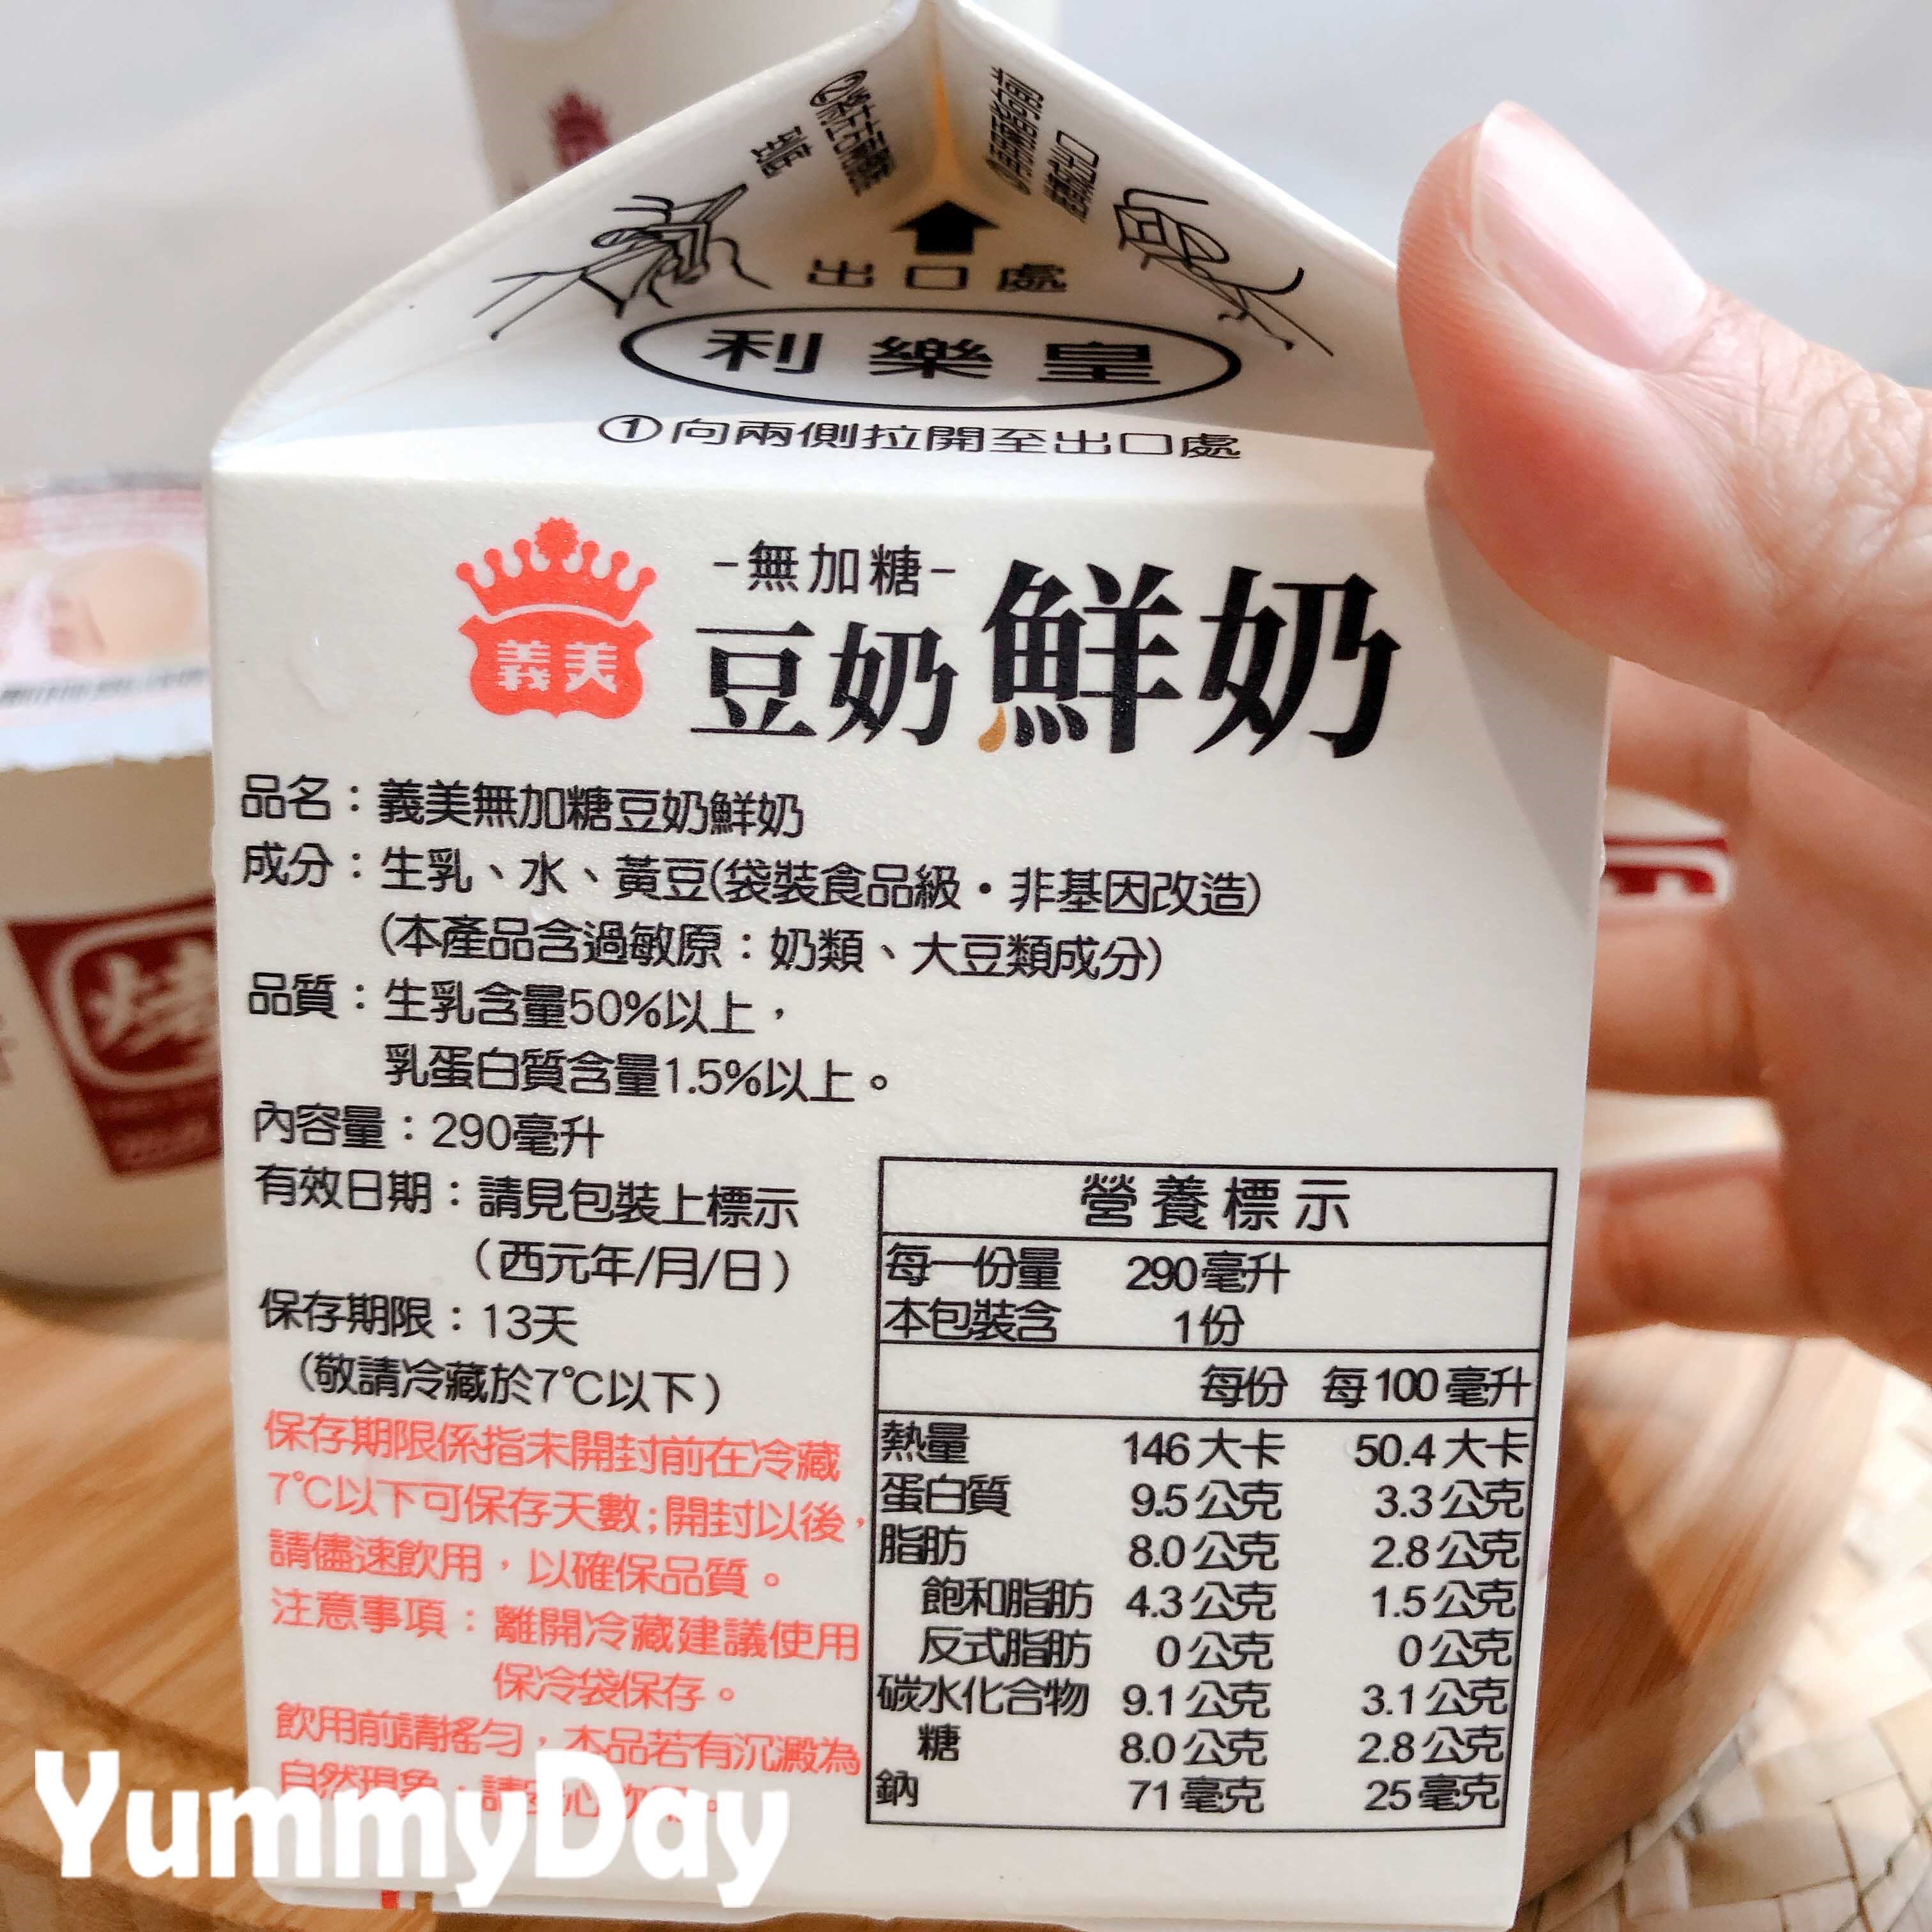 出口處
利樂皇
①向兩側拉開至出口處
義美
-無加糖-
豆奶鮮奶
品名：義美無加糖豆奶鮮奶
成分：生乳、水、黃豆(袋裝食品級・非基因改造)
(本產品含過敏原：奶類、大豆類成分)
品質：生乳含量50%以上，
乳蛋白質含量1.5%以上。
內容量：290毫升
有效日期：請見包裝上標示
（西元年/月/日）
保存期限：13天
（敬請冷藏於7℃以下）
保存期限係指未開封前在冷藏
7℃以下可保存天數;開封以後，
請儘速飲用，以確保品質。
注意事項：離開冷藏建議使用
保冷袋保存。
飲用前請搖勻，本品若有沉澱為
自然現象
營養標示
每一份量 290毫升
本包裝含 1份
每份 每100毫升
熱量 146大卡 50.4大卡
蛋白質 9.5公克 3.3公克
脂肪 8.0公克 2.8公克
飽和脂肪 4.3公克 1.5公克
反式脂肪 0公克 0公克
碳水化合物 9.1公克 3.1公克
糖 8.0公克 2.8公克
鈉 71毫克 25毫克
YummyDay